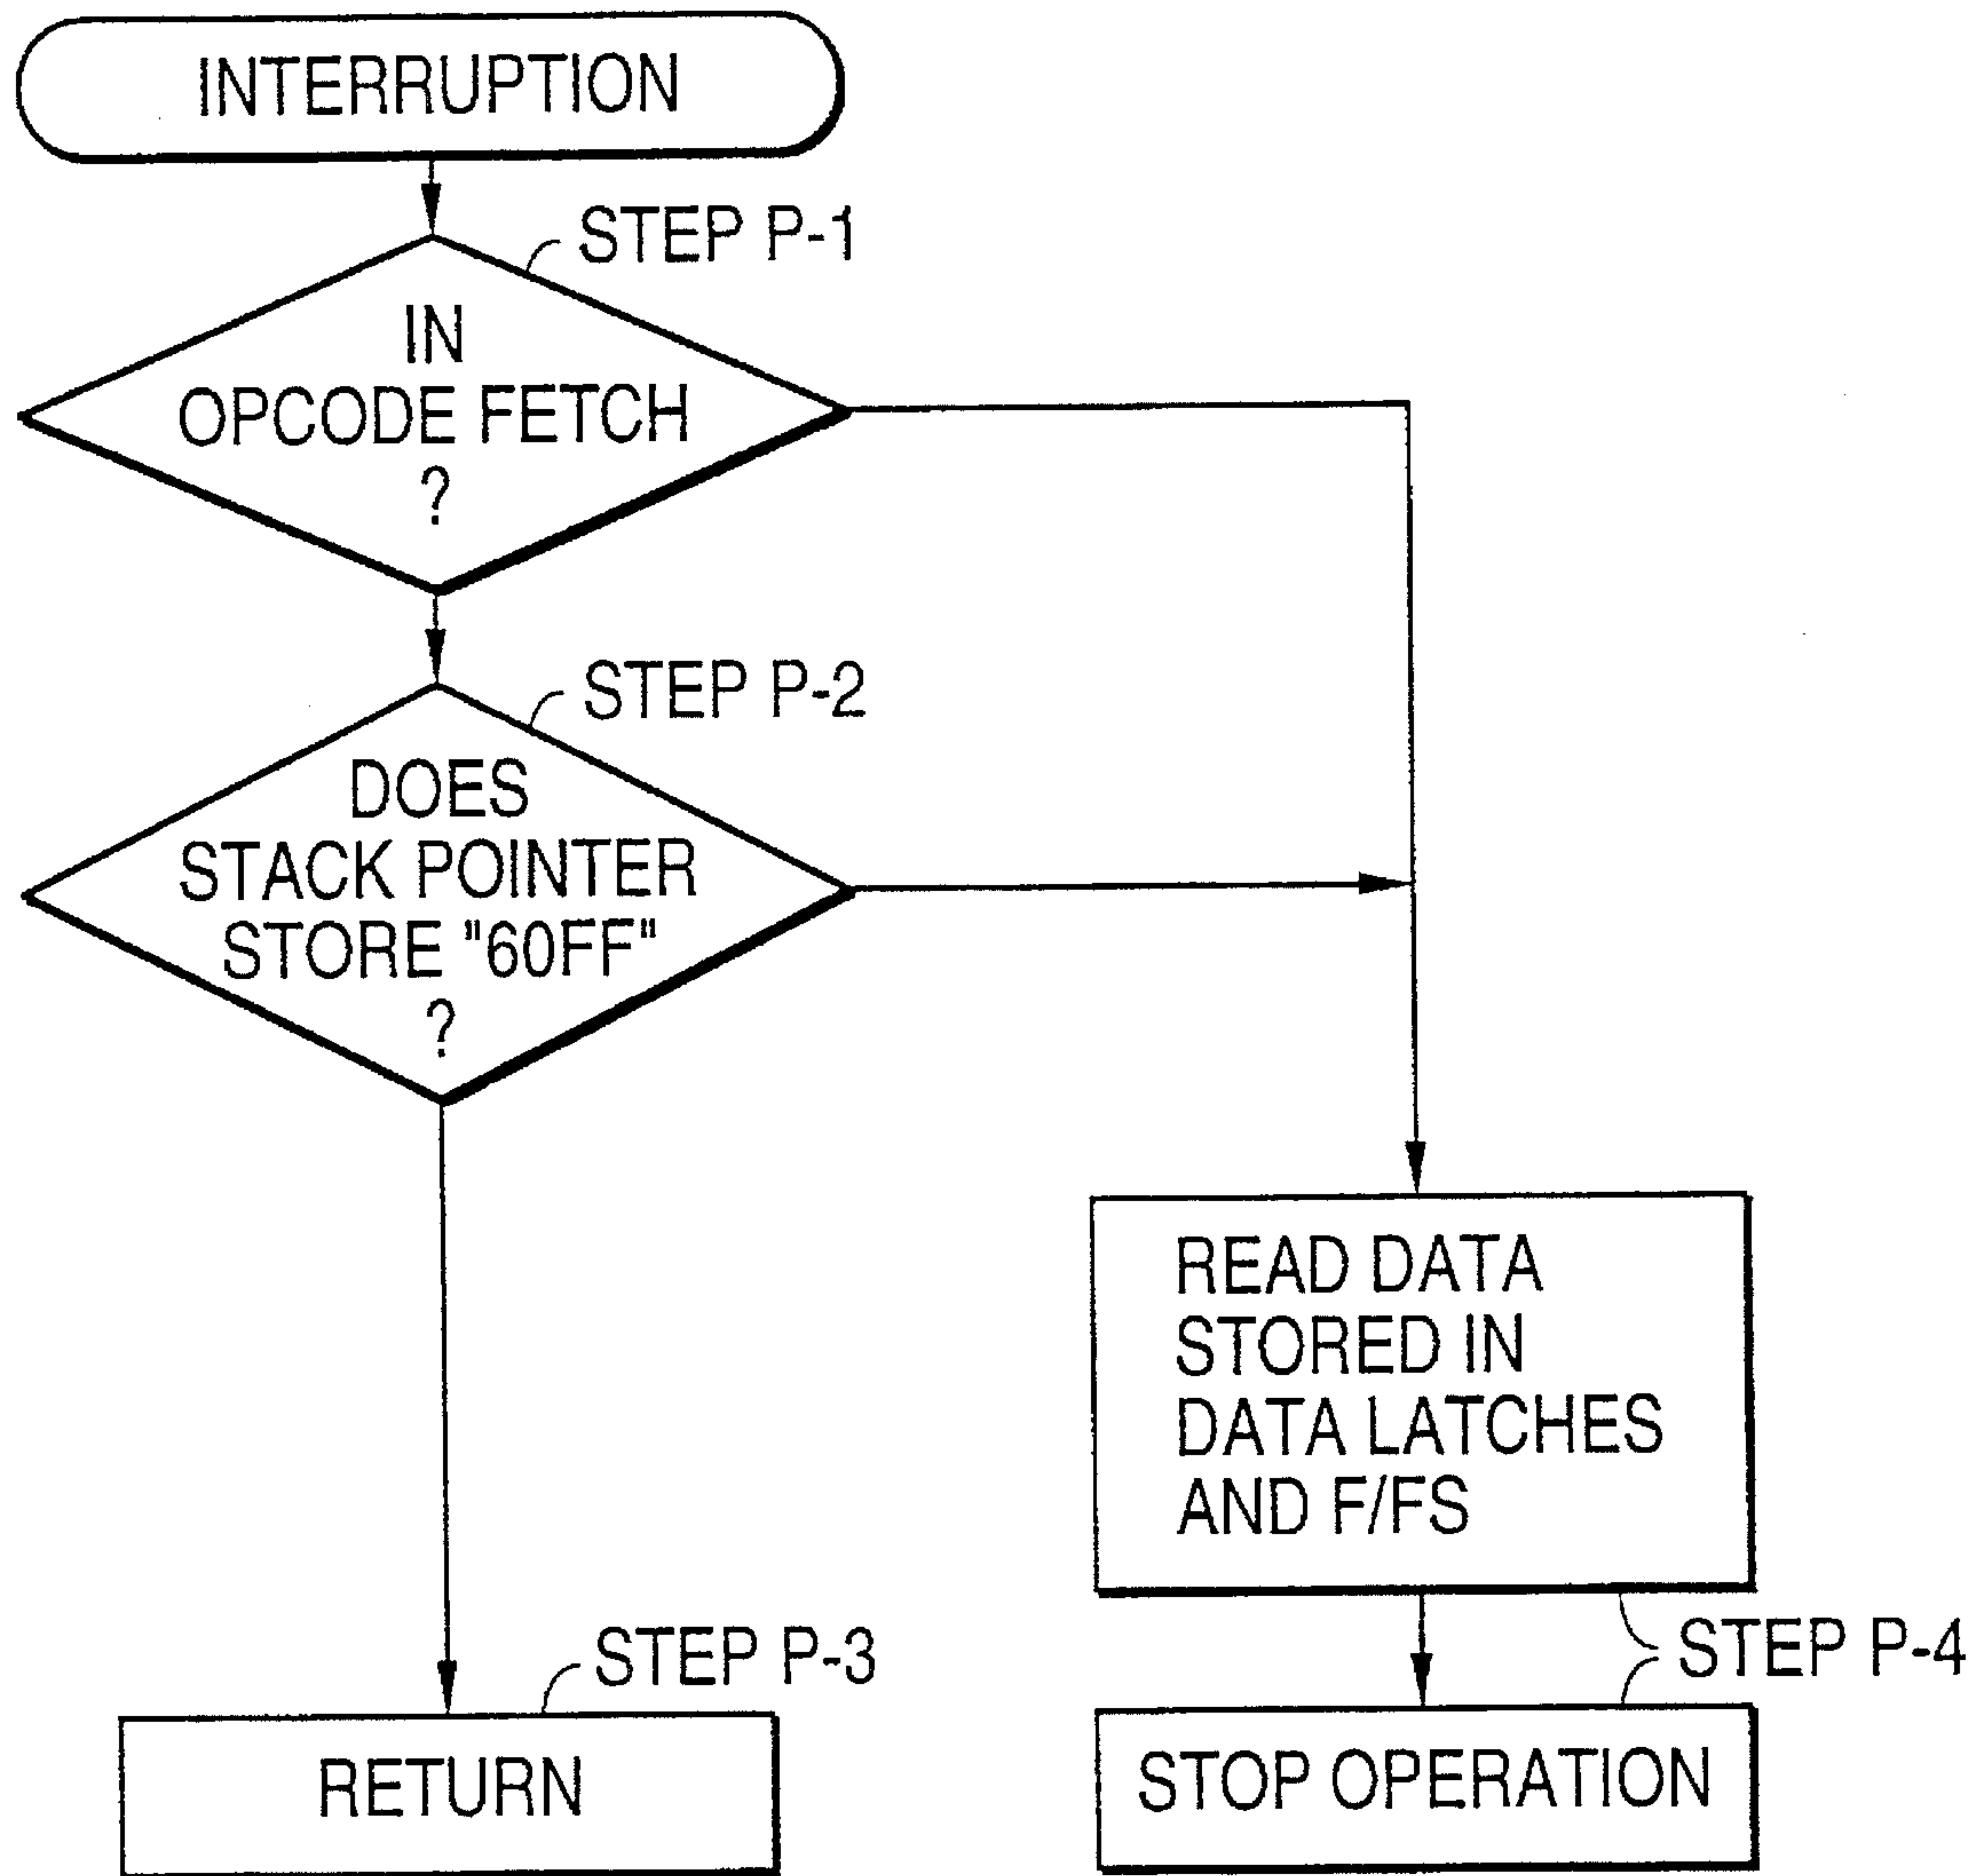 INTERRUPTION
STEP P-1
IN
OPCODE FETCH
?
STEP P-2
DOES
STACK POINTER
STORE "60FF"
?
READ DATA
STORED IN
DATA LATCHES
AND F/FS
STEP P-3
STEP P-4
RETURN
STOP OPERATION